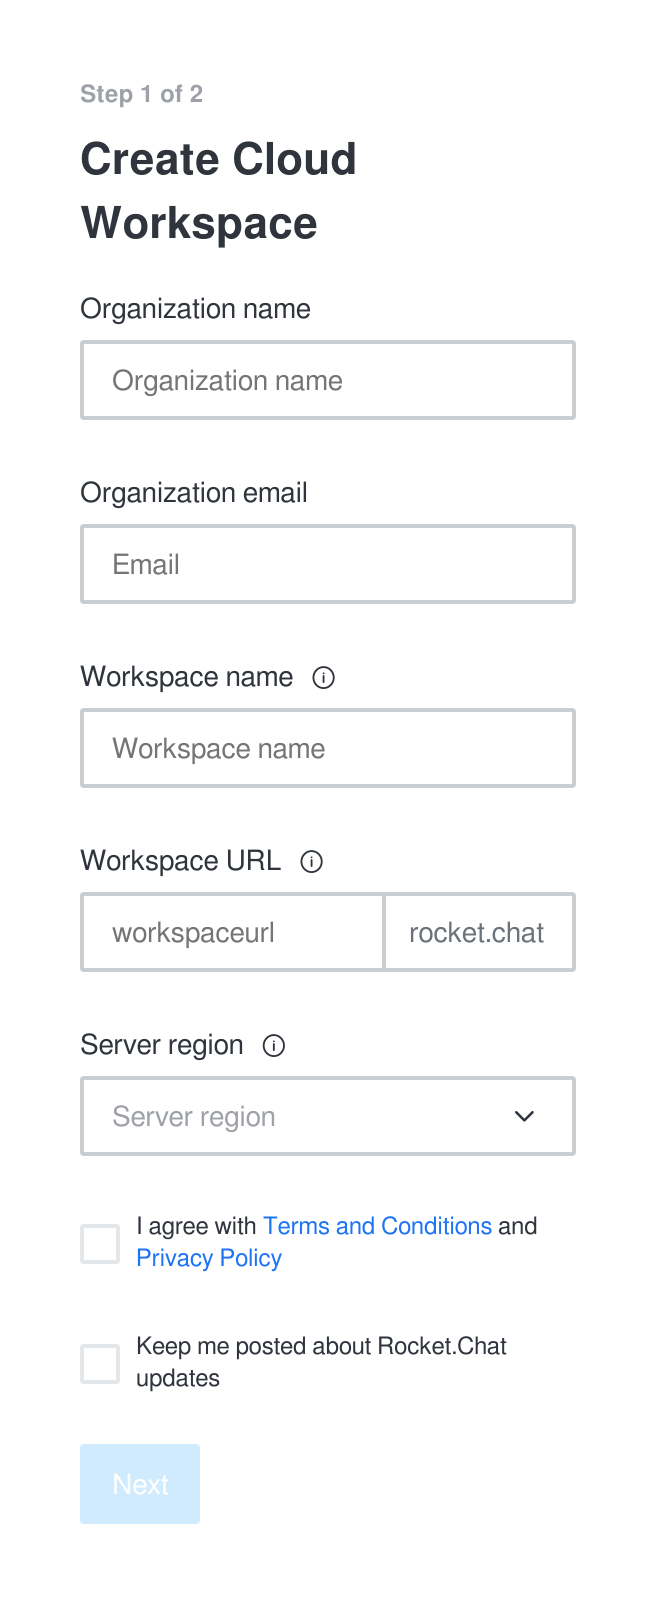 Step 1 of 2
Create Cloud
Workspace
Organization name
Organization name
Organization email
Email
Workspace name
Workspace name
Workspace URL
workspaceurl rocket.chat
Server region
Server region
I agree with Terms and Conditions and
Privacy Policy
Keep me posted about Rocket.Chat
updates
Next